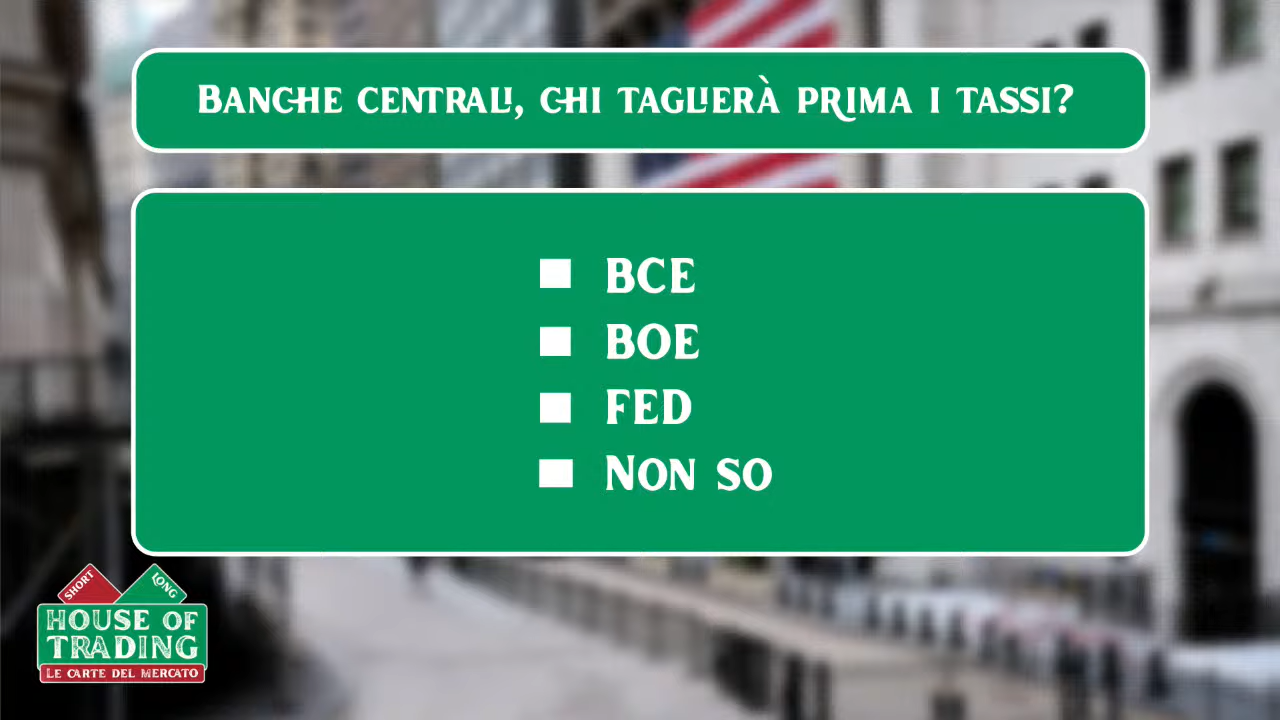 Banche centrali, chi taglierà prima i tassi?
BCE
BOE
FED
Non so
SHORT
LONG
HOUSE OF
TRADING
LE CARTE DEL MERCATO